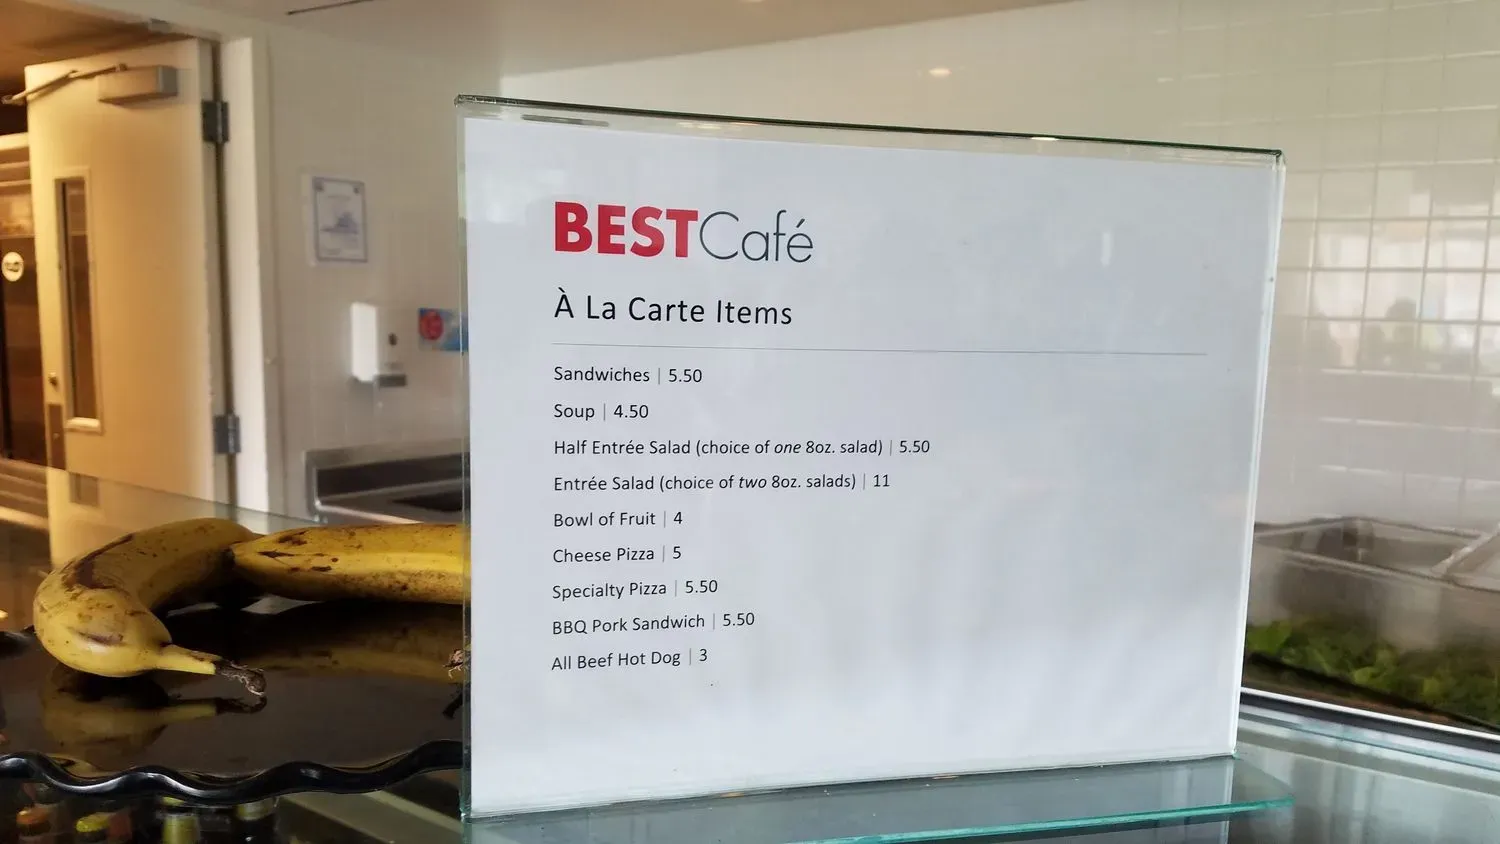 BESTCafé
À La Carte Items
Sandwiches | 5.50
Soup | 4.50
Half Entrée Salad (choice of one 8oz. salad) | 5.50
Entrée Salad (choice of two 8oz. salads) | 11
Bowl of Fruit | 4
Cheese Pizza | 5
Specialty Pizza | 5.50
BBQ Pork Sandwich | 5.50
All Beef Hot Dog | 3